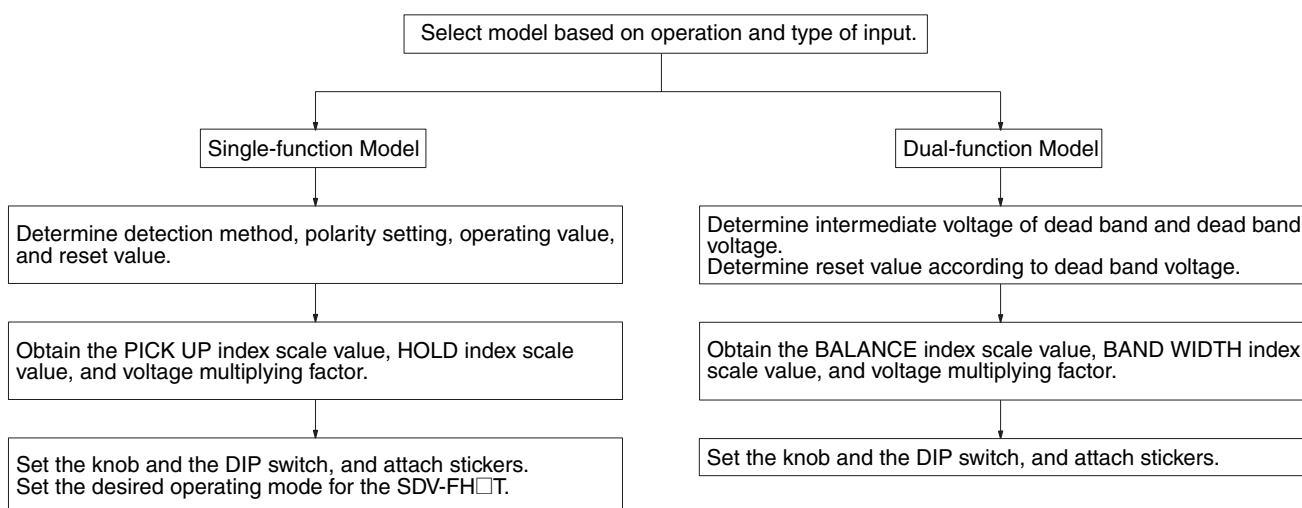 Select model based on operation and type of input.
Single-function Model
Determine detection method, polarity setting, operating value,
and reset value.
Obtain the PICK UP index scale value, HOLD index scale
value, and voltage multiplying factor.
Set the knob and the DIP switch, and attach stickers.
Set the desired operating mode for the SDV-FH□T.
Dual-function Model
Determine intermediate voltage of dead band and dead band
voltage.
Determine reset value according to dead band voltage.
Obtain the BALANCE index scale value, BAND WIDTH index
scale value, and voltage multiplying factor.
Set the knob and the DIP switch, and attach stickers.